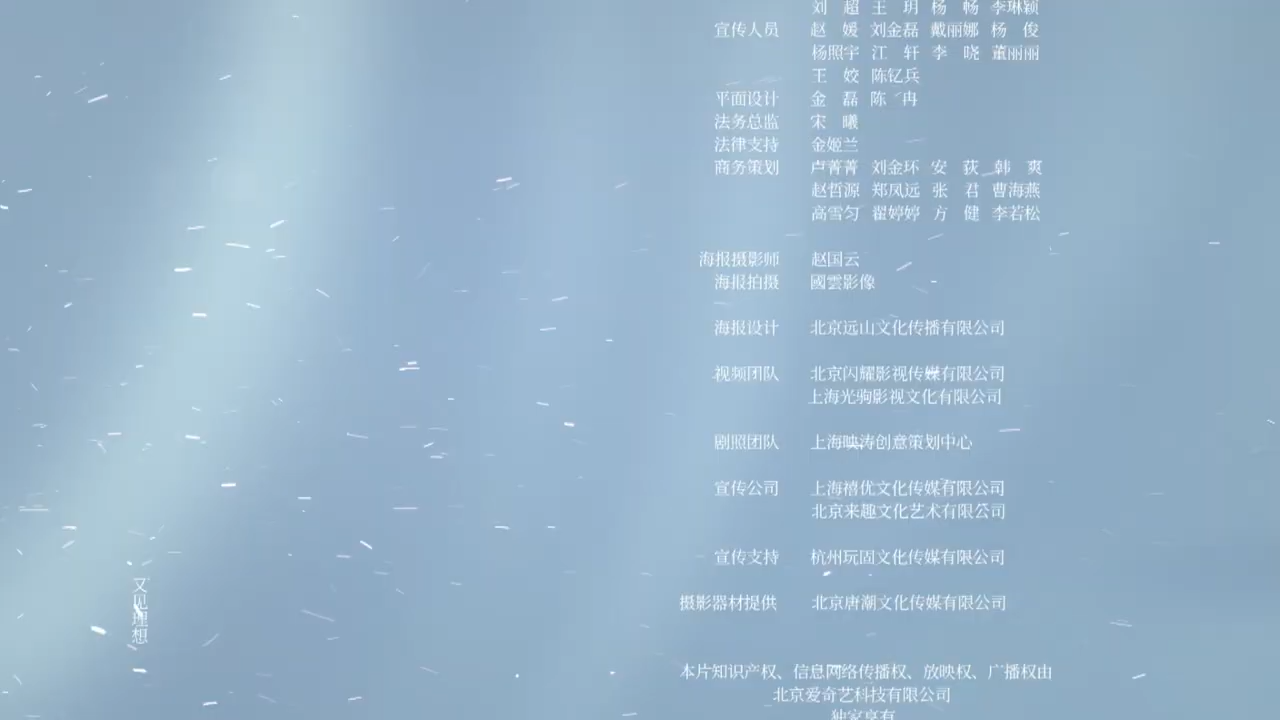 刘 超 王 玥 杨 畅 李琳颖
宣传人员 赵 媛 刘金磊 戴丽娜 杨 俊
杨照宇 江 轩 李 晓 董丽丽
王 姣 陈钇兵
平面设计 金 磊 陈 冉
法务总监 宋 曦
法律支持 金姬兰
商务策划 卢菁菁 刘金环 安 荻 韩 爽
赵哲源 郑凤远 张 君 曹海燕
高雪匀 翟婷婷 方 健 李若松
海报摄影师 赵国云
海报拍摄 國雲影像
海报设计 北京远山文化传播有限公司
视频团队 北京闪耀影视传媒有限公司
上海光驹影视文化有限公司
剧照团队 上海映涛创意策划中心
宣传公司 上海禧优文化传媒有限公司
北京来趣文化艺术有限公司
宣传支持 杭州玩固文化传媒有限公司
摄影器材提供 北京唐潮文化传媒有限公司
又见理想
本片知识产权、信息网络传播权、放映权、广播权由
北京爱奇艺科技有限公司
独家享有